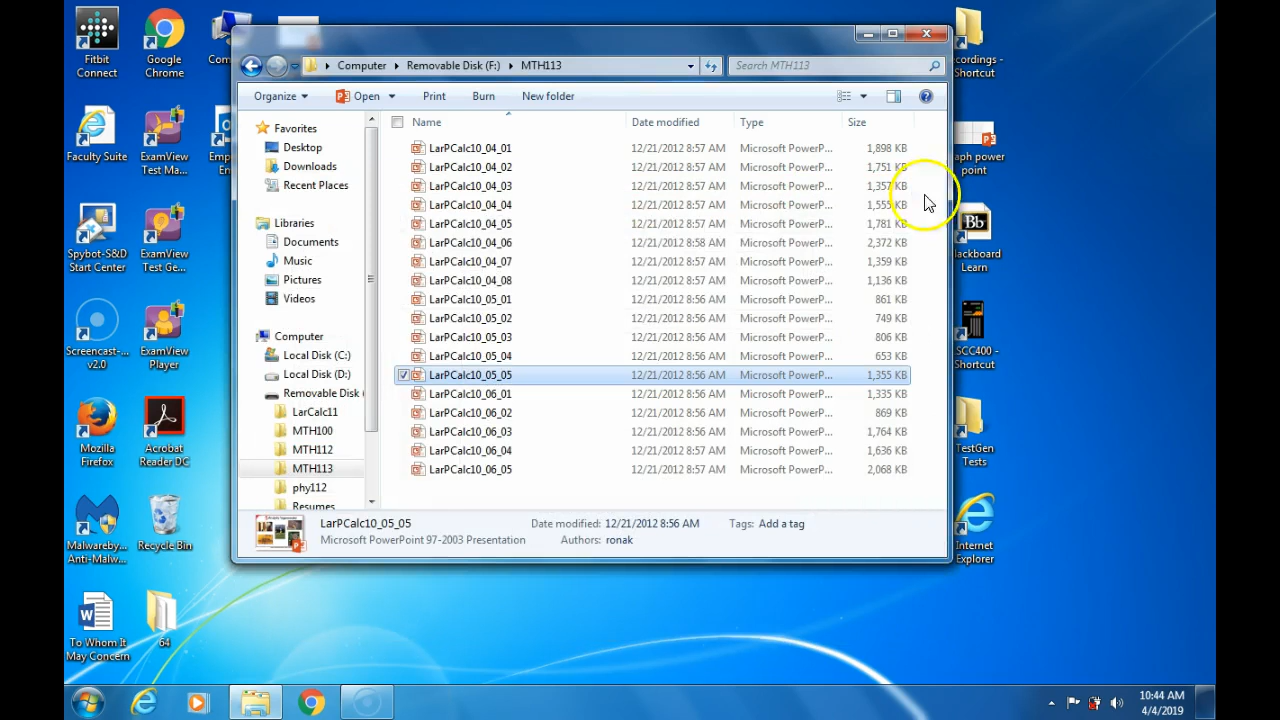 Fitbit
Connect
Google
Chrome
Com
Faculty Suite
ExamView
Test Ma...
Emp
Spybot-S&D
Start Center
ExamView
Test Ge...
Screencast-...
v2.0
ExamView
Player
Mozilla
Firefox
Acrobat
Reader DC
Malwareby...
Anti-Malw...
Recycle Bin
To Whom It
May Concern
64
Computer
Removable Disk (F:)
MTH113
Search MTH113
Organize
Open
Print
Burn
New folder
Favorites
Desktop
Downloads
Recent Places
Libraries
Documents
Music
Pictures
Videos
Computer
Local Disk (C:)
Local Disk (D:)
Removable Disk (
LarCalc11
MTH100
MTH112
MTH113
phy112
Resumes
Name Date modified Type Size
LarPCalc10_04_01 12/21/2012 8:57 AM Microsoft PowerP... 1,898 KB
LarPCalc10_04_02 12/21/2012 8:57 AM Microsoft PowerP... 1,751 KB
LarPCalc10_04_03 12/21/2012 8:57 AM Microsoft PowerP... 1,357 KB
LarPCalc10_04_04 12/21/2012 8:57 AM Microsoft PowerP... 1,555 KB
LarPCalc10_04_05 12/21/2012 8:57 AM Microsoft PowerP... 1,781 KB
LarPCalc10_04_06 12/21/2012 8:58 AM Microsoft PowerP... 2,372 KB
LarPCalc10_04_07 12/21/2012 8:57 AM Microsoft PowerP... 1,359 KB
LarPCalc10_04_08 12/21/2012 8:57 AM Microsoft PowerP... 1,136 KB
LarPCalc10_05_01 12/21/2012 8:56 AM Microsoft PowerP... 861 KB
LarPCalc10_05_02 12/21/2012 8:56 AM Microsoft PowerP... 749 KB
LarPCalc10_05_03 12/21/2012 8:56 AM Microsoft PowerP... 806 KB
LarPCalc10_05_04 12/21/2012 8:56 AM Microsoft PowerP... 653 KB
LarPCalc10_05_05 12/21/2012 8:56 AM Microsoft PowerP... 1,355 KB
LarPCalc10_06_01 12/21/2012 8:56 AM Microsoft PowerP... 1,335 KB
LarPCalc10_06_02 12/21/2012 8:56 AM Microsoft PowerP... 869 KB
LarPCalc10_06_03 12/21/2012 8:56 AM Microsoft PowerP... 1,764 KB
LarPCalc10_06_04 12/21/2012 8:56 AM Microsoft PowerP... 1,636 KB
LarPCalc10_06_05 12/21/2012 8:57 AM Microsoft PowerP... 2,068 KB
LarPCalc10_05_05 Date modified: 12/21/2012 8:56 AM Tags: Add a tag
Microsoft PowerPoint 97-2003 Presentation Authors: ronak
ecordings -
Shortcut
aph power
point
Bb
lackboard
Learn
SCC400 -
Shortcut
TestGen
Tests
Internet
Explorer
10:44 AM
4/4/2019